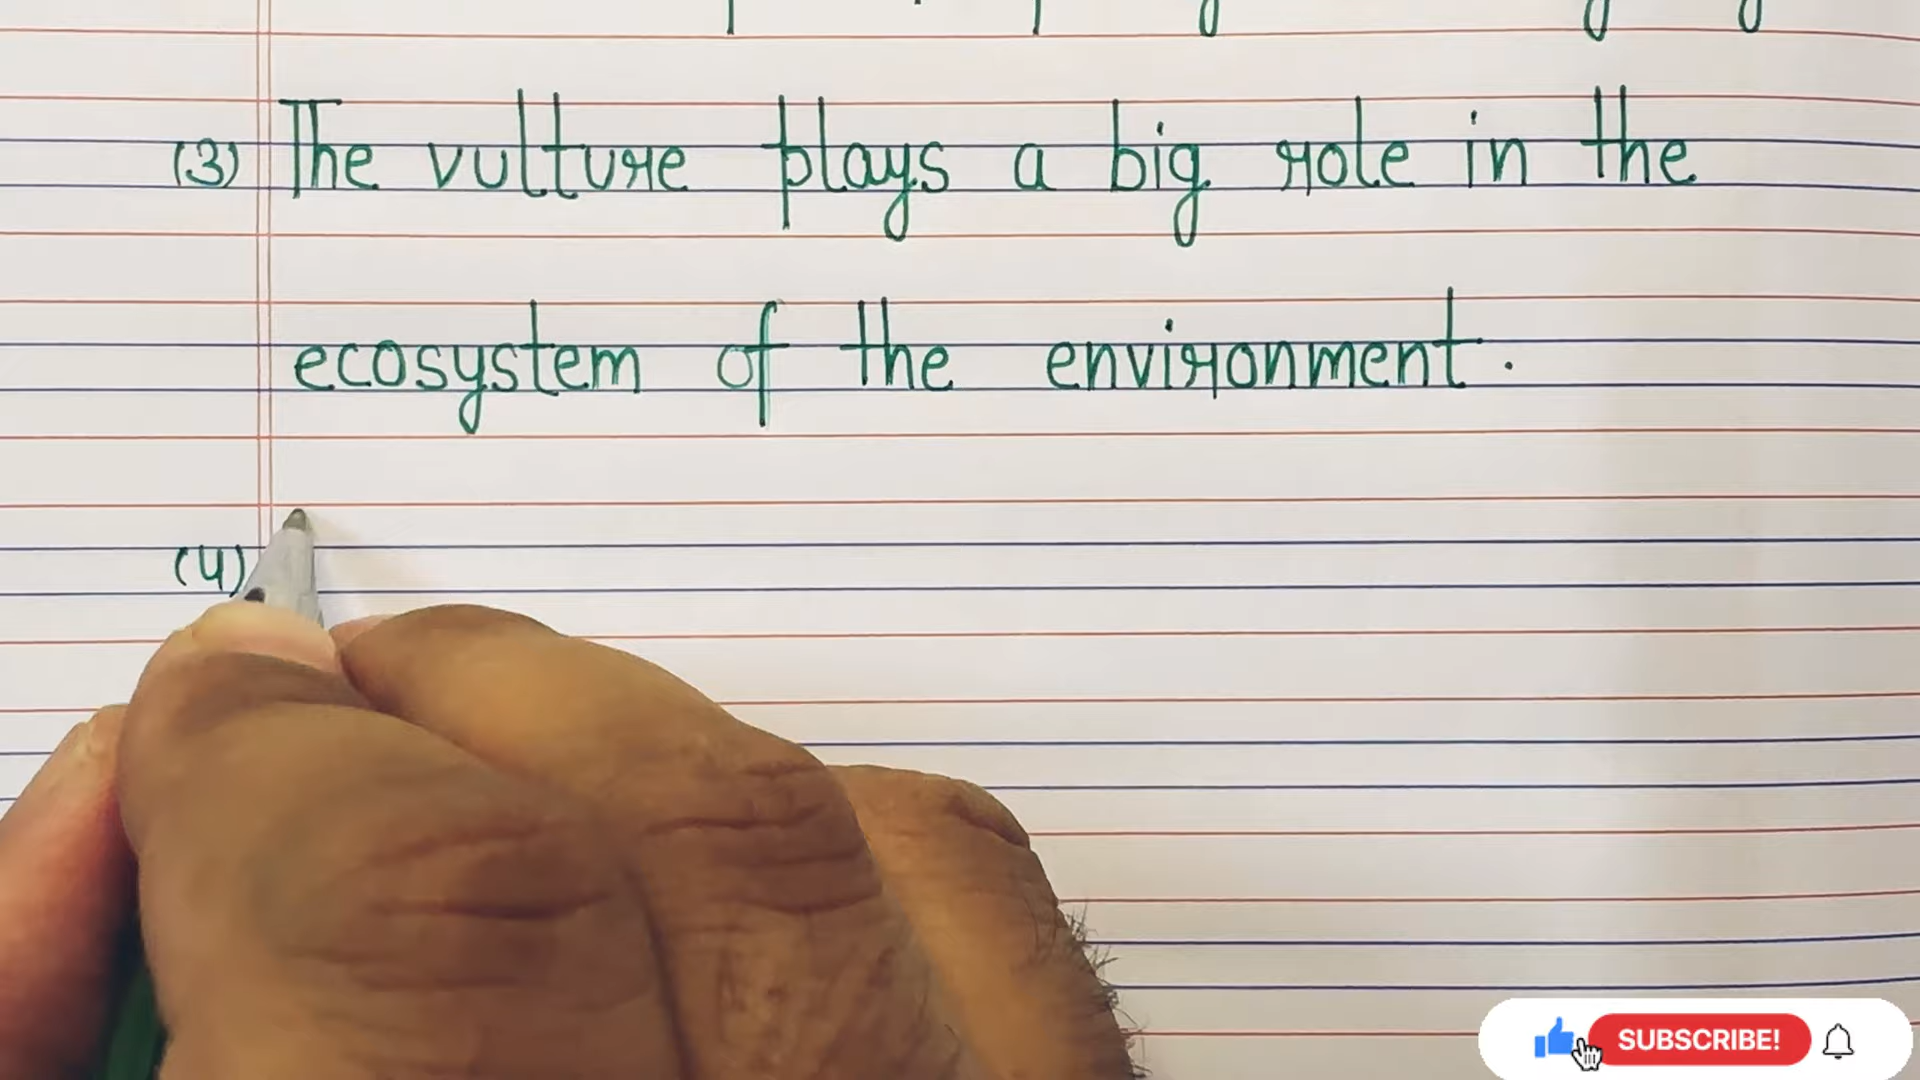 (3) The vulture plays a big role in the
ecosystem of the environment.
(4)
SUBSCRIBE!